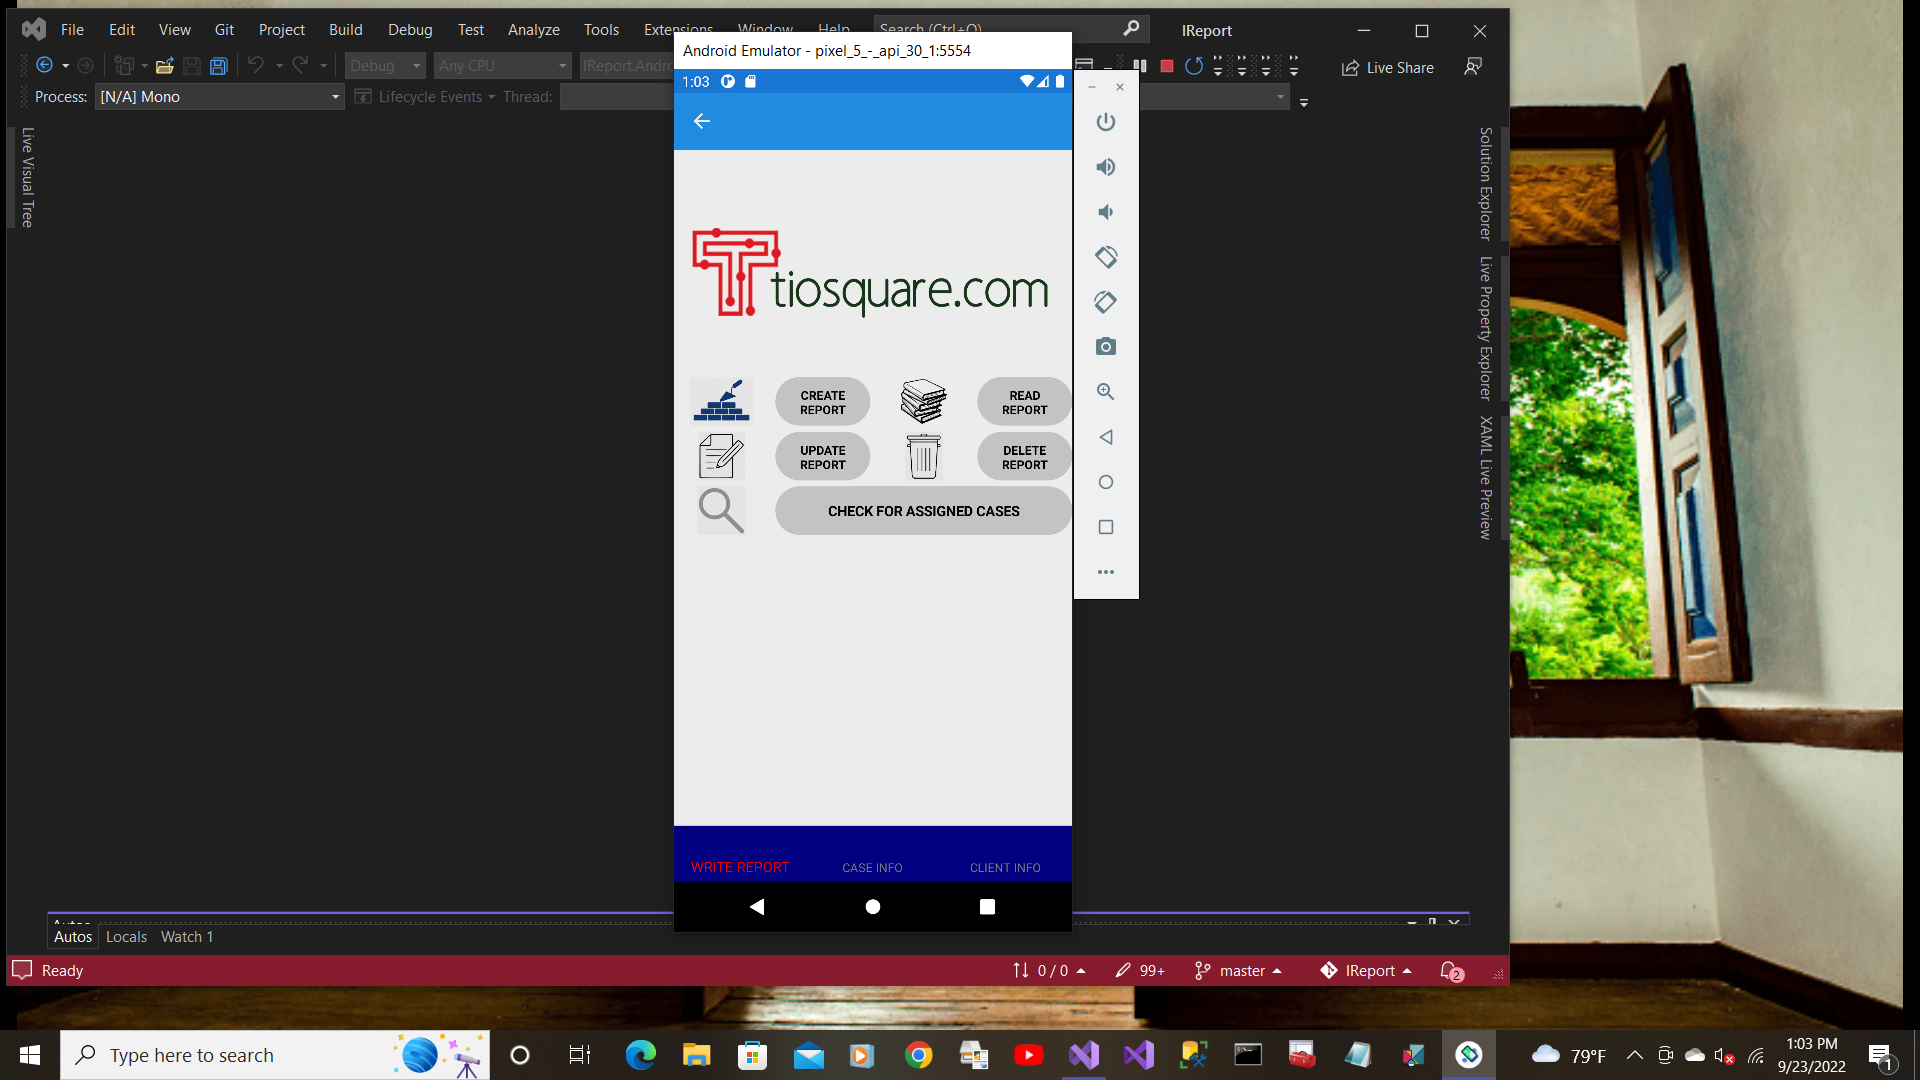 File Edit View Git Project Build Debug Test Tools Extensions Window Help Search (Ctrl+Q) IReport
Debug Any CPU IReport.Andro Live Share
Process: [N/A] Mono Lifecycle Events Thread:
Android Emulator - pixel_5_-_api_30_1:5554
1:03
Live Visual Tree
Solution Explorer
Live Property Explorer
XAML Live Preview
T
tiosquare.com
CREATE
REPORT
READ
REPORT
UPDATE
REPORT
DELETE
REPORT
CHECK FOR ASSIGNED CASES
WRITE REPORT CASE INFO CLIENT INFO
Autos
Autos Locals Watch 1
Ready 0 / 0 99+ master IReport 2
Type here to search 79°F 1:03 PM
9/23/2022 1